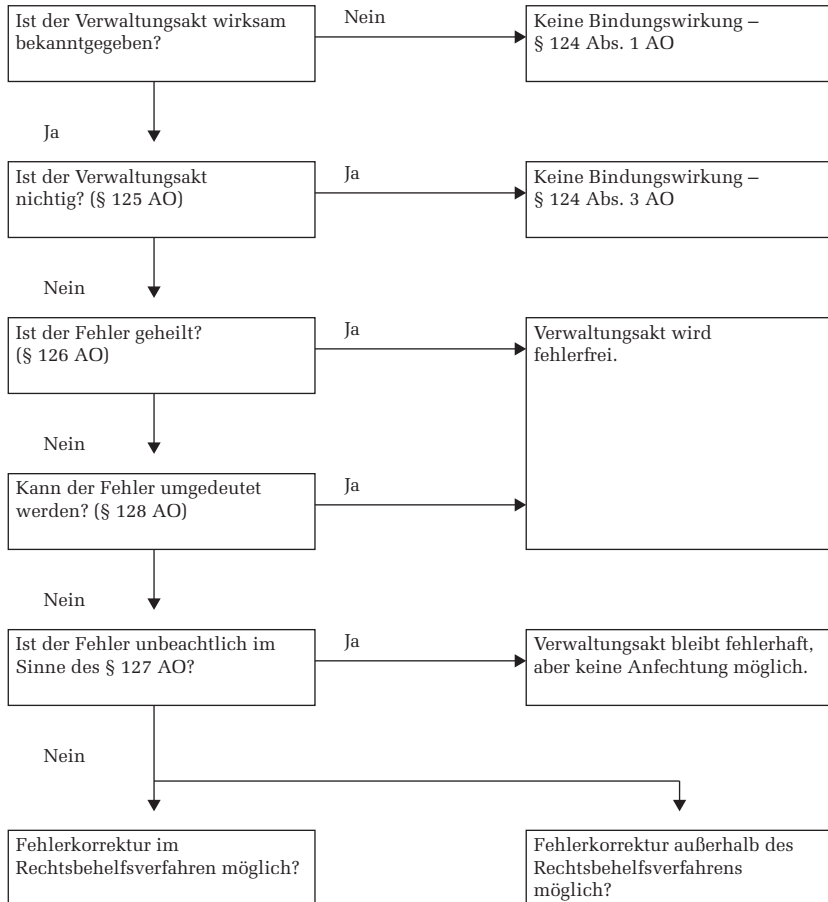 Ist der Verwaltungsakt wirksam
bekanntgegeben?
Nein
Keine Bindungswirkung –
§ 124 Abs. 1 AO
Ja
Ist der Verwaltungsakt
nichtig? (§ 125 AO)
Ja
Keine Bindungswirkung –
§ 124 Abs. 3 AO
Nein
Ist der Fehler geheilt?
(§ 126 AO)
Ja
Verwaltungsakt wird
fehlerfrei.
Nein
Kann der Fehler umgedeutet
werden? (§ 128 AO)
Ja
Nein
Ist der Fehler unbeachtlich im
Sinne des § 127 AO?
Ja
Verwaltungsakt bleibt fehlerhaft,
aber keine Anfechtung möglich.
Nein
Fehlerkorrektur im
Rechtsbehelfsverfahren möglich?
Fehlerkorrektur außerhalb des
Rechtsbehelfsverfahrens
möglich?